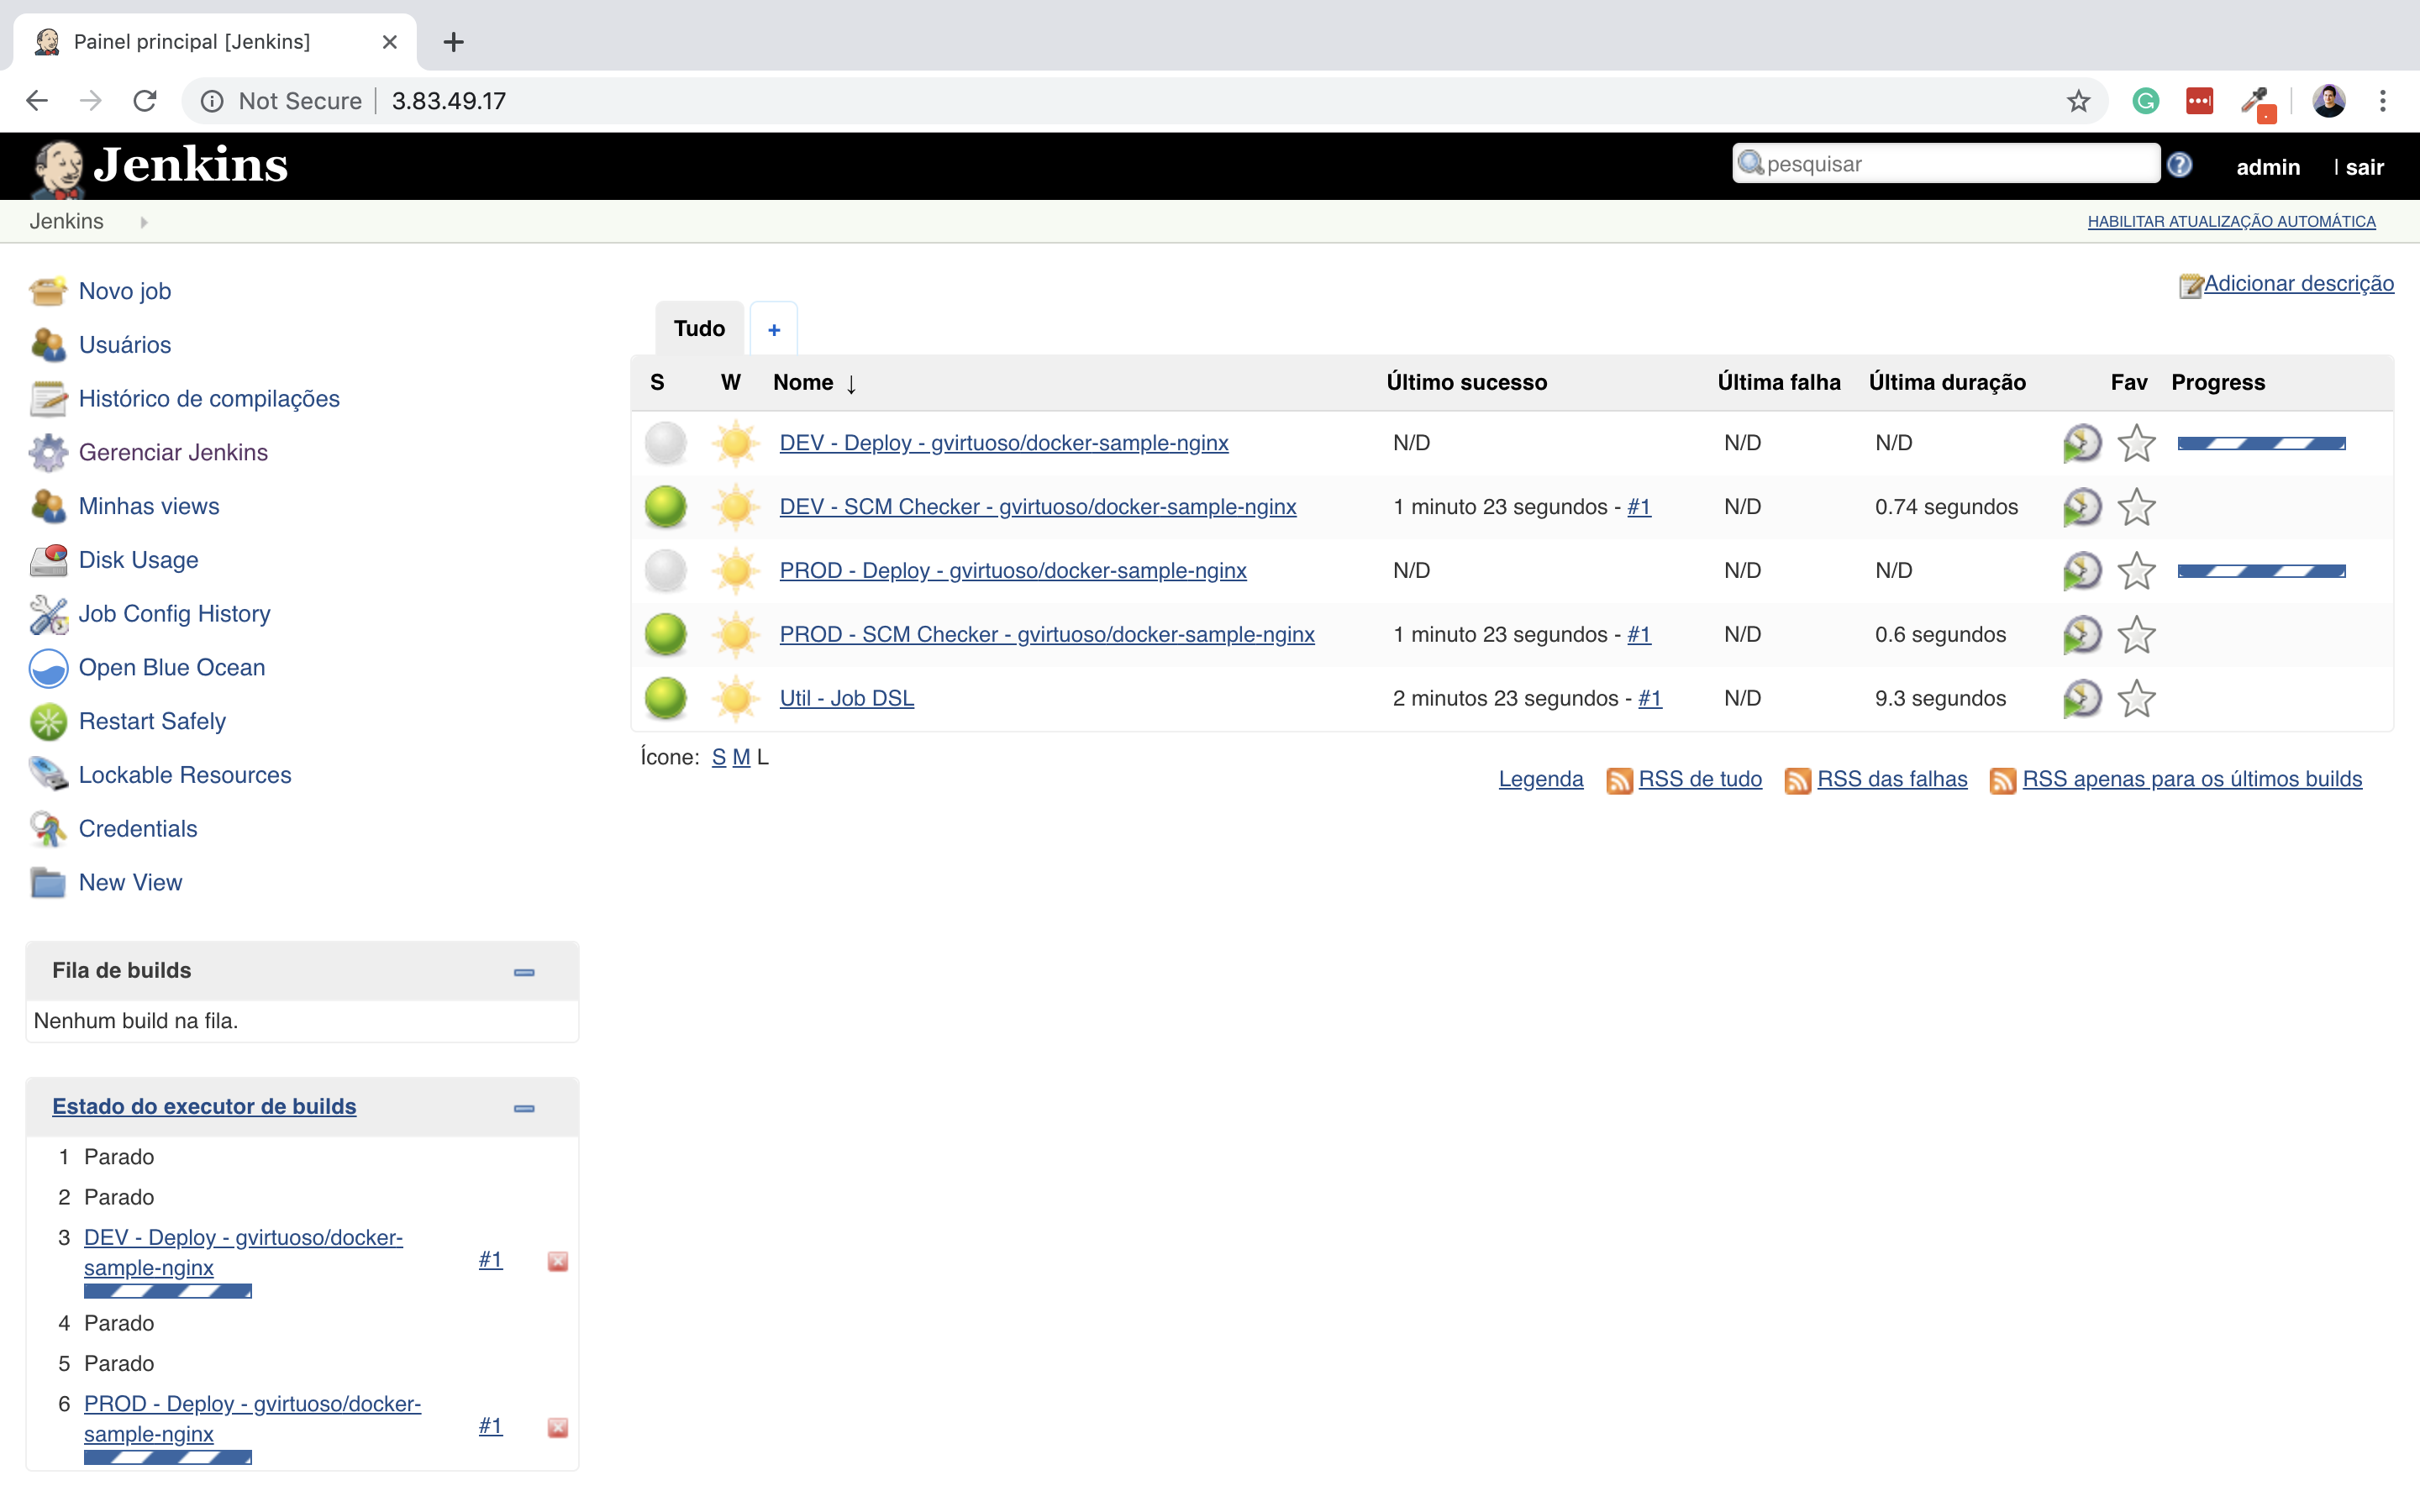 Painel principal [Jenkins]
Not Secure | 3.83.49.17
Jenkins
pesquisar
admin
| sair
Jenkins
HABILITAR ATUALIZAÇÃO AUTOMÁTICA
Novo job
Usuários
Histórico de compilações
Gerenciar Jenkins
Minhas views
Disk Usage
Job Config History
Open Blue Ocean
Restart Safely
Lockable Resources
Credentials
New View
Fila de builds
Nenhum build na fila.
Estado do executor de builds
1 Parado
2 Parado
3 DEV - Deploy - gvirtuoso/docker-
sample-nginx
#1
4 Parado
5 Parado
6 PROD - Deploy - gvirtuoso/docker-
sample-nginx
#1
Adicionar descrição
Tudo
+
S W Nome ↓ Último sucesso Última falha Última duração Fav Progress
DEV - Deploy - gvirtuoso/docker-sample-nginx N/D N/D N/D
DEV - SCM Checker - gvirtuoso/docker-sample-nginx 1 minuto 23 segundos - #1 N/D 0.74 segundos
PROD - Deploy - gvirtuoso/docker-sample-nginx N/D N/D N/D
PROD - SCM Checker - gvirtuoso/docker-sample-nginx 1 minuto 23 segundos - #1 N/D 0.6 segundos
Util - Job DSL 2 minutos 23 segundos - #1 N/D 9.3 segundos
Ícone: S M L
Legenda RSS de tudo RSS das falhas RSS apenas para os últimos builds